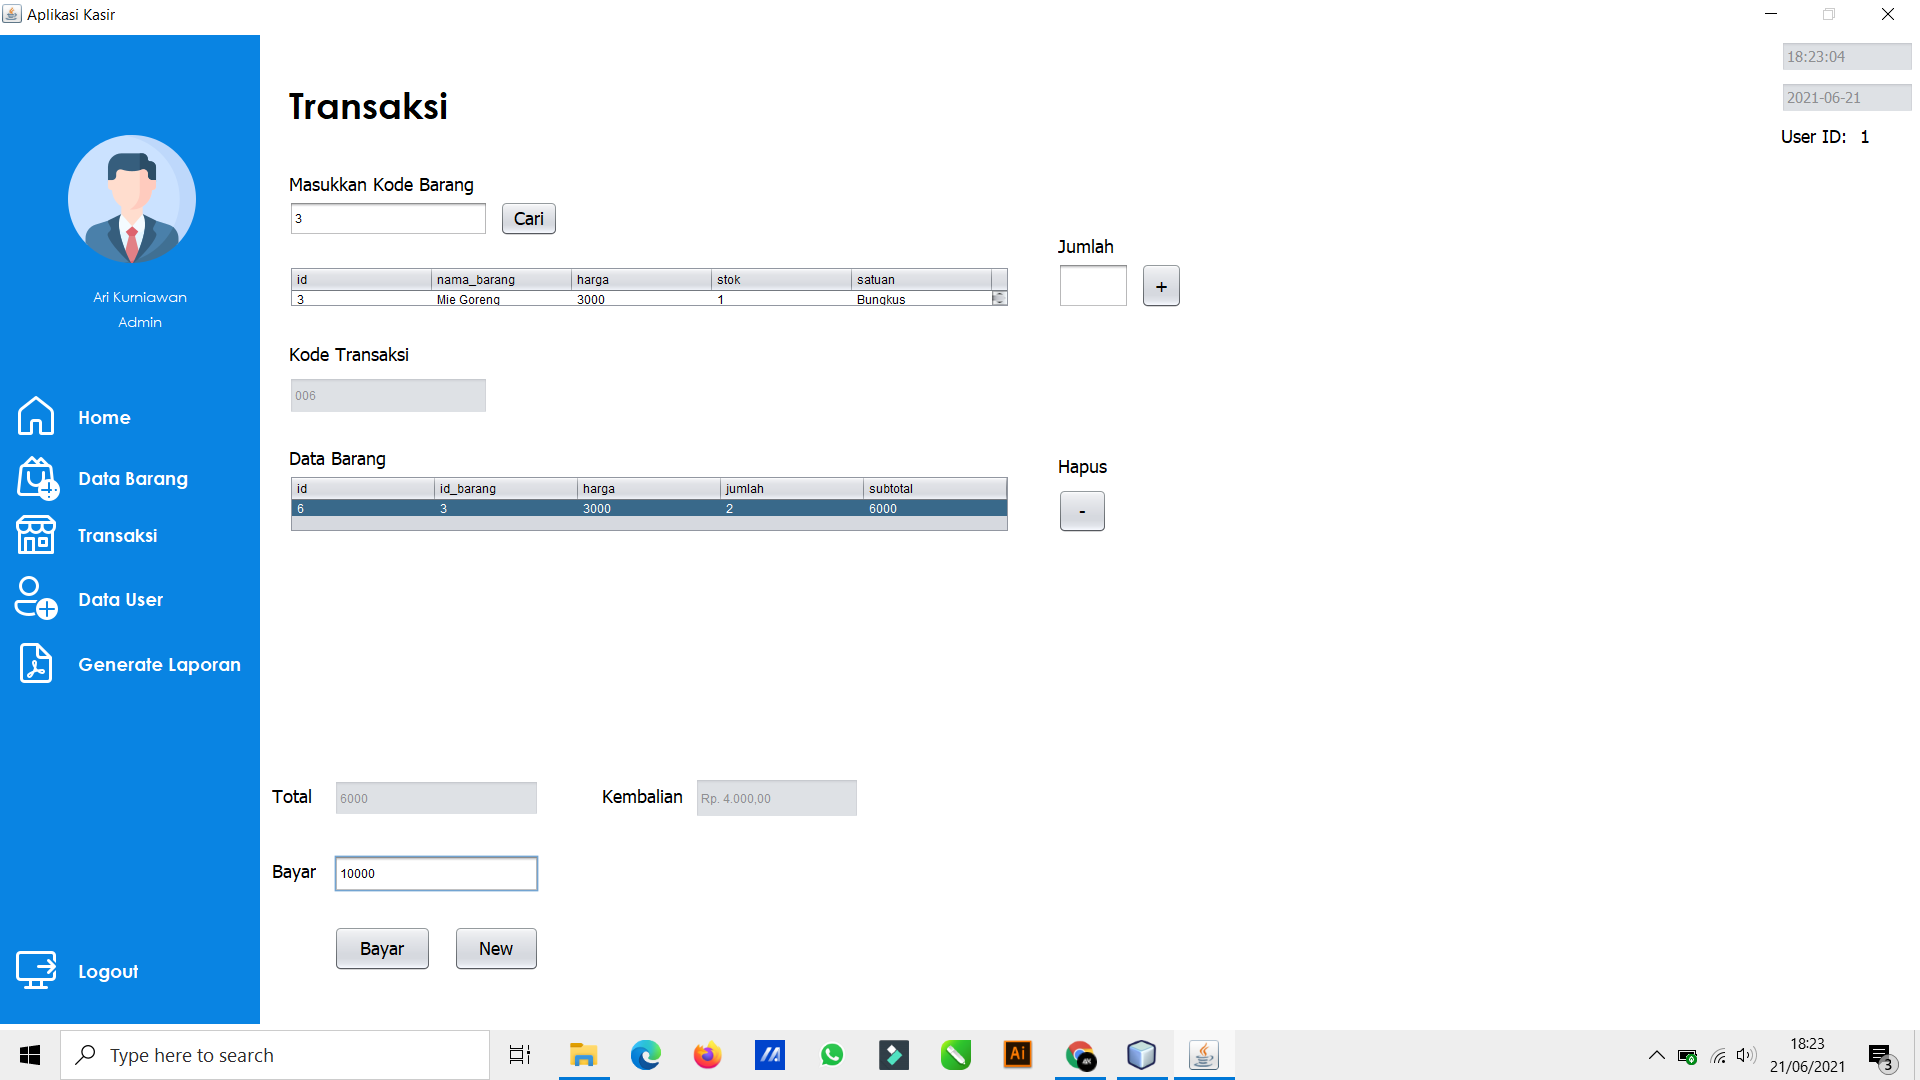 Aplikasi Kasir
18:23:04
2021-06-21
User ID: 1
Transaksi
Masukkan Kode Barang
3
Cari
Jumlah
+
id nama_barang harga stok satuan
3 Mie Goreng 3000 1 Bungkus
Ari Kurniawan
Admin
Kode Transaksi
006
Home
Data Barang
Transaksi
Data User
Generate Laporan
Logout
Data Barang
id id_barang harga jumlah subtotal
6 3 3000 2 6000
Hapus
-
Total 6000 Kembalian Rp. 4.000,00
Bayar 10000
Bayar New
Type here to search
Ai
4K
18:23
21/06/2021
3